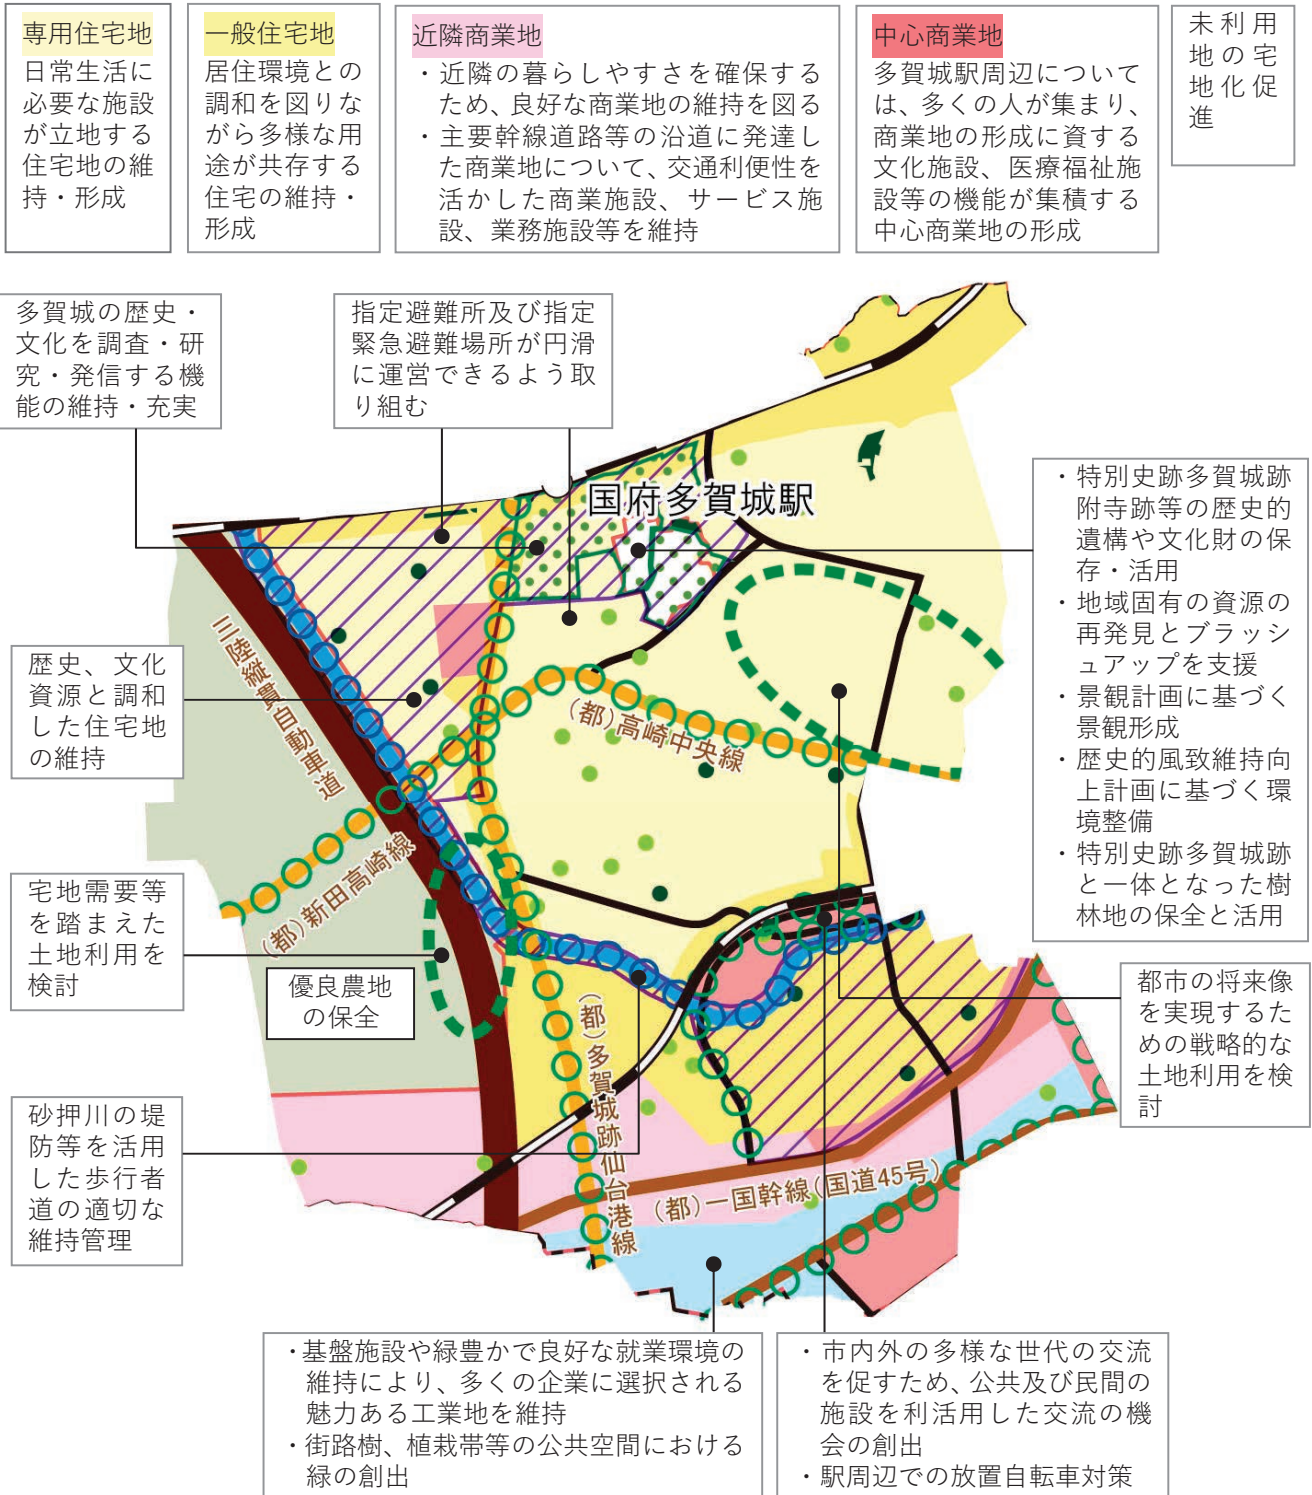 専用住宅地
日常生活に
必要な施設
が立地する
住宅地の維
持・形成
一般住宅地
居住環境との
調和を図りな
がら多様な用
途が共存する
住宅の維持・
形成
近隣商業地
・近隣の暮らしやすさを確保する
ため、良好な商業地の維持を図る
・主要幹線道路等の沿道に発達し
た商業地について、交通利便性を
活かした商業施設、サービス施
設、業務施設等を維持
中心商業地
多賀城駅周辺について
は、多くの人が集まり、
商業地の形成に資する
文化施設、医療福祉施
設等の機能が集積する
中心商業地の形成
未利用
地の宅
地化促
進
多賀城の歴史・
文化を調査・研
究・発信する機
能の維持・充実
指定避難所及び指定
緊急避難場所が円滑
に運営できるよう取
り組む
国府多賀城駅
・特別史跡多賀城跡
附寺跡等の歴史的
遺構や文化財の保
存・活用
・地域固有の資源の
再発見とブラッシ
ュアップを支援
・景観計画に基づく
景観形成
・歴史的風致維持向
上計画に基づく環
境整備
・特別史跡多賀城跡
と一体となった樹
林地の保全と活用
三陸縦貫自動車道
歴史、文化
資源と調和
した住宅地
の維持
(都)高崎中央線
(都)新田高崎線
宅地需要等
を踏まえた
土地利用を
検討
優良農地
の保全
(都)多賀城跡仙台港線
都市の将来像
を実現するた
めの戦略的な
土地利用を検
討
砂押川の堤
防等を活用
した歩行者
道の適切な
維持管理
(都)一国幹線(国道45号)
・基盤施設や緑豊かで良好な就業環境の
維持により、多くの企業に選択される
魅力ある工業地を維持
・街路樹、植栽帯等の公共空間における
緑の創出
・市内外の多様な世代の交流
を促すため、公共及び民間の
施設を利活用した交流の機
会の創出
・駅周辺での放置自転車対策